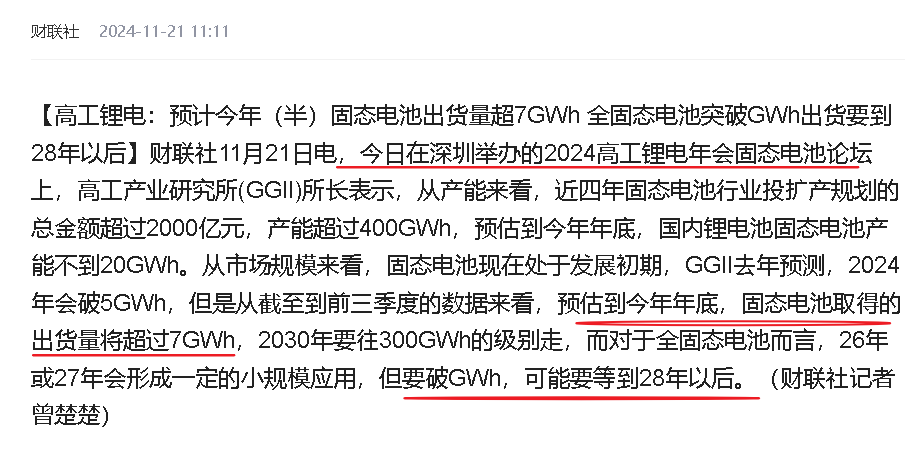 财联社 2024-11-21 11:11
【高工锂电：预计今年（半）固态电池出货量超7GWh 全固态电池突破GWh出货要到
28年以后】财联社11月21日电，今日在深圳举办的2024高工锂电年会固态电池论坛
上，高工产业研究所(GGII)所长表示，从产能来看，近四年固态电池行业投扩产规划的
总金额超过2000亿元，产能超过400GWh，预估到今年年底，国内锂电池固态电池产
能不到20GWh。从市场规模来看，固态电池现在处于发展初期，GGII去年预测，2024
年会破5GWh，但是从截至到前三季度的数据来看，预估到今年年底，固态电池取得的
出货量将超过7GWh，2030年要往300GWh的级别走，而对于全固态电池而言，26年
或27年会形成一定的小规模应用，但要破GWh，可能要等到28年以后。（财联社记者
曾楚楚）